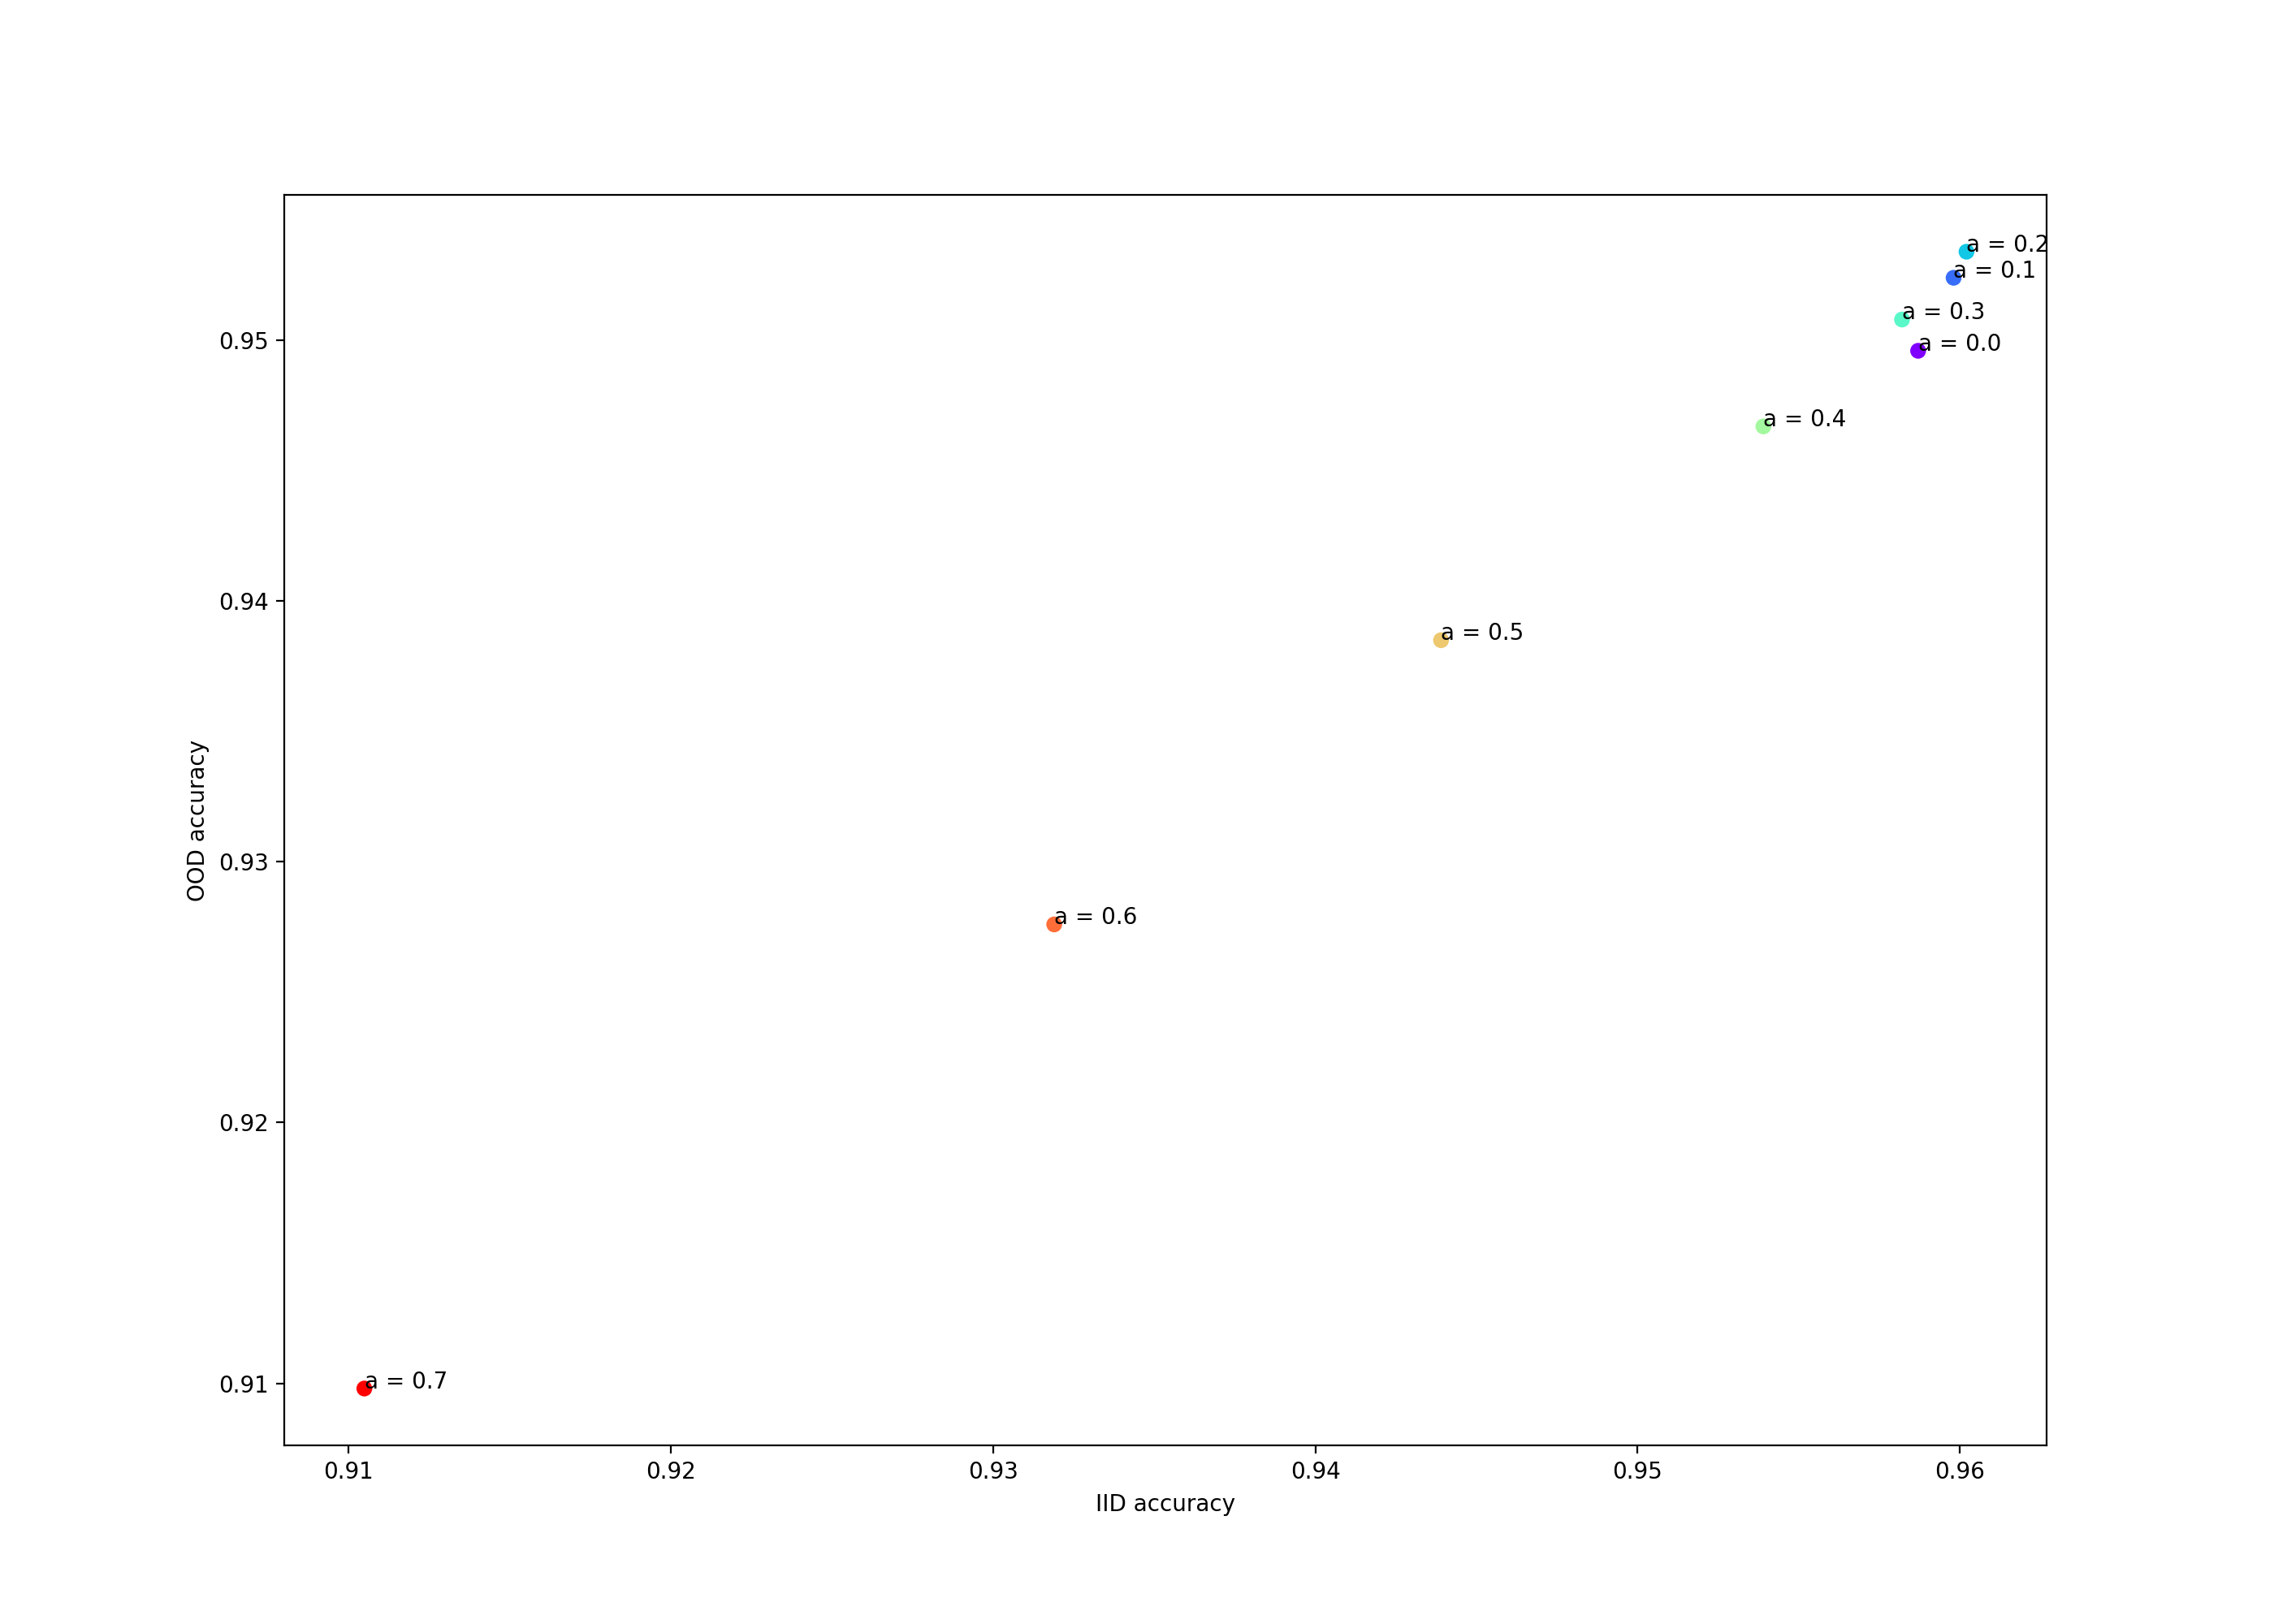 a = 0.2
a = 0.1
a = 0.3
a = 0.0
a = 0.4
a = 0.5
a = 0.6
a = 0.7
0.95
0.94
0.93
0.92
0.91
OOD accuracy
0.91 0.92 0.93 0.94 0.95 0.96
IID accuracy